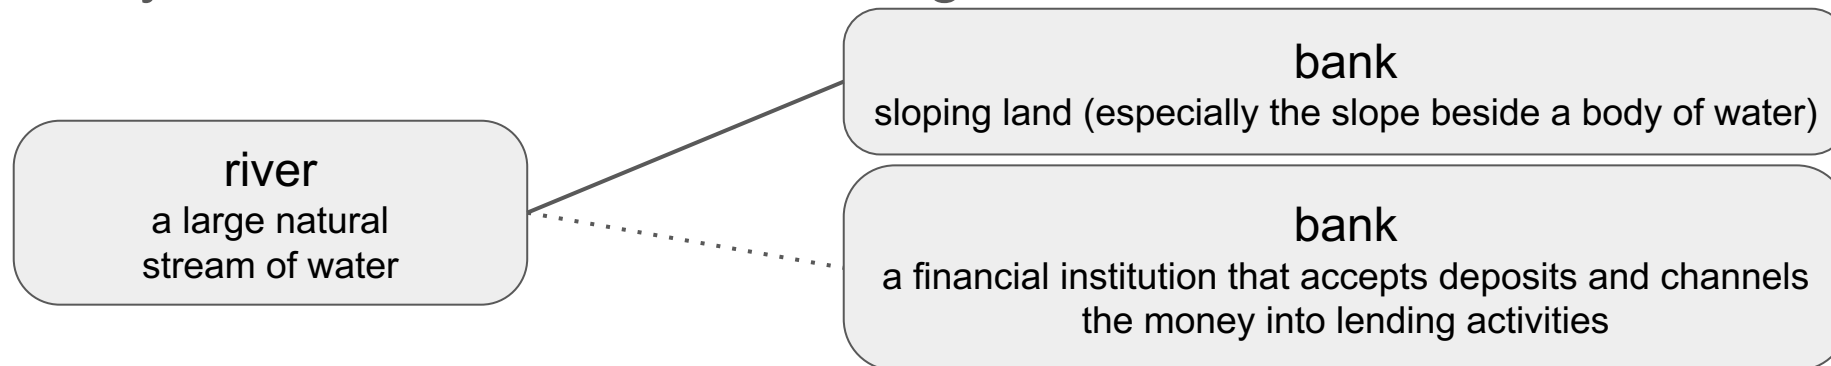 river
a large natural
stream of water
bank
sloping land (especially the slope beside a body of water)
bank
a financial institution that accepts deposits and channels
the money into lending activities